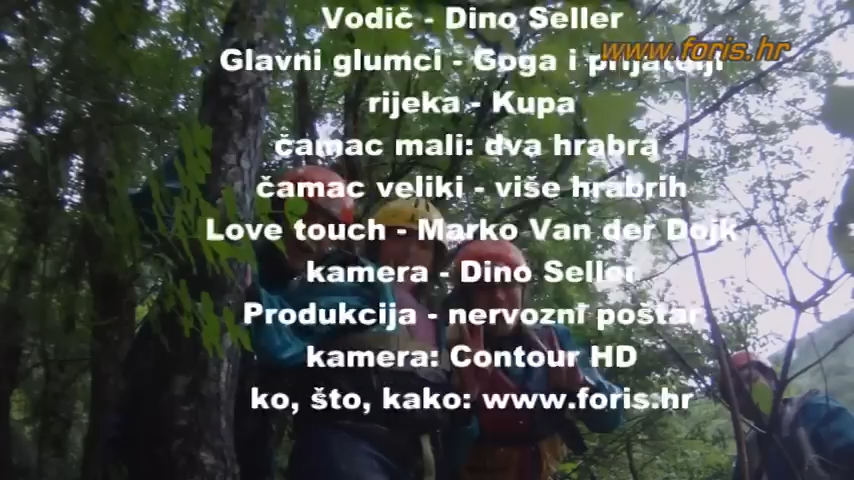 Vodič - Dino Seller
www.foris.hr
Glavni glumci - Goga i prijatelji
rijeka - Kupa
čamac mali: dva hrabra
čamac veliki - više hrabrih
Love touch - Marko Van der Dojk
kamera - Dino Seller
Produkcija - nervozni poštar
kamera: Contour HD
ko, što, kako: www.foris.hr